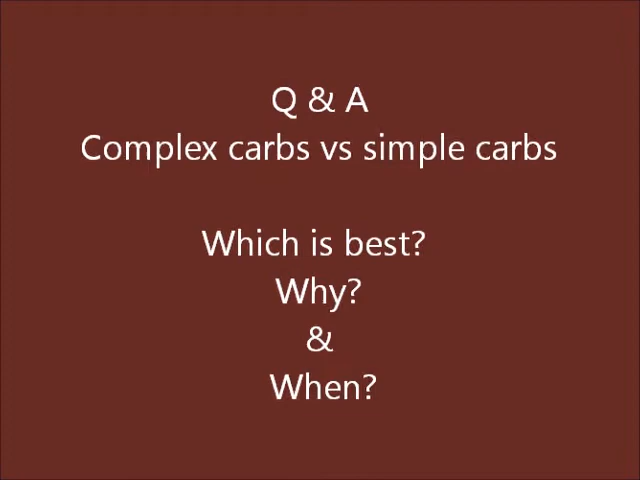 Q & A
Complex carbs vs simple carbs
Which is best?
Why?
&
When?